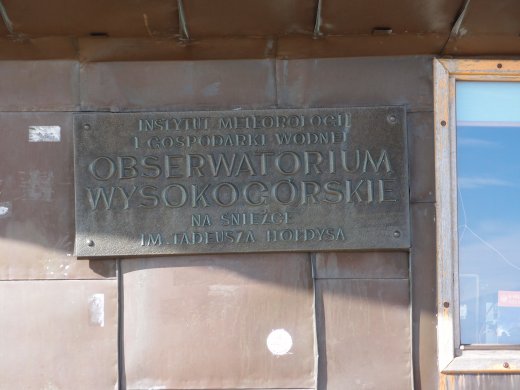 INSTYTUT METEOROLOGII
I GOSPODARKI WODNEJ
OBSERWATORIUM
WYSOKOGÓRSKIE
NA ŚNIEŻCE
IM. TADEUSZA HOŁDYSA